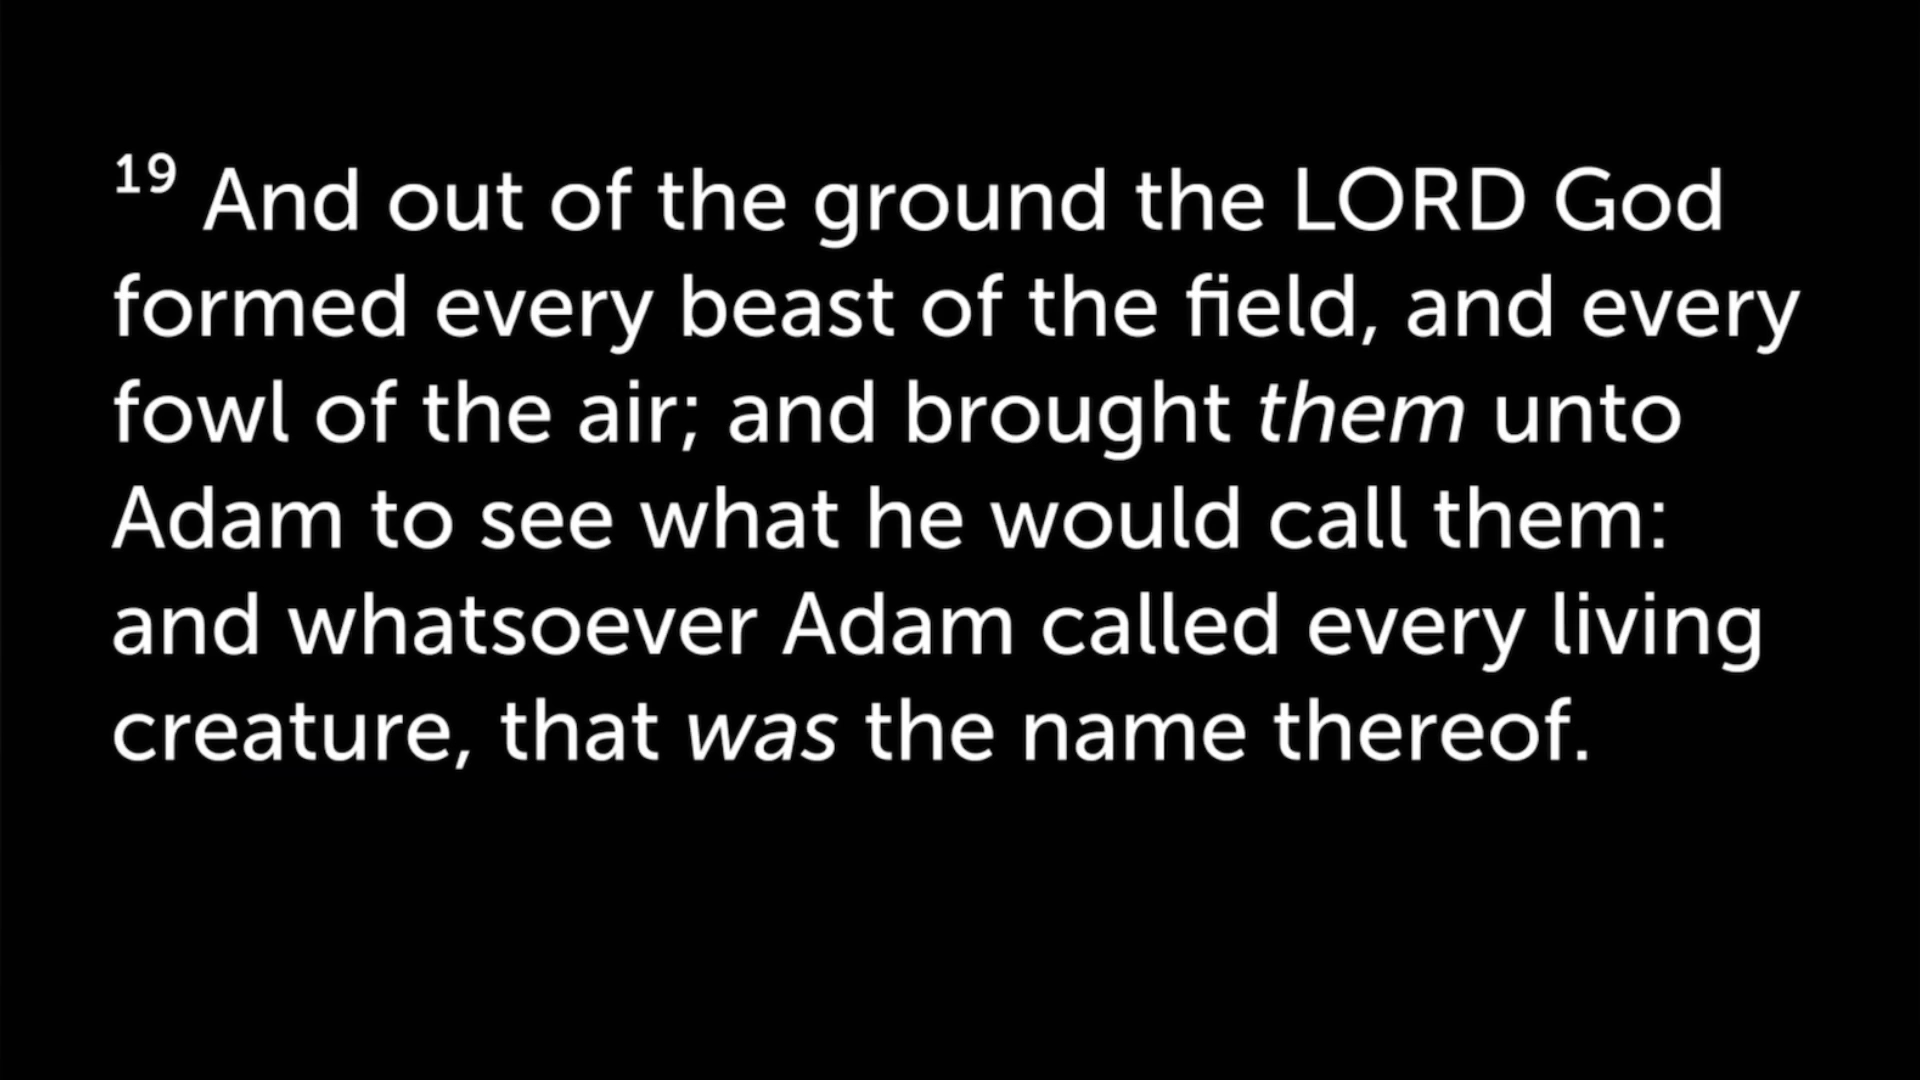 19 And out of the ground the LORD God
formed every beast of the field, and every
fowl of the air; and brought them unto
Adam to see what he would call them:
and whatsoever Adam called every living
creature, that was the name thereof.